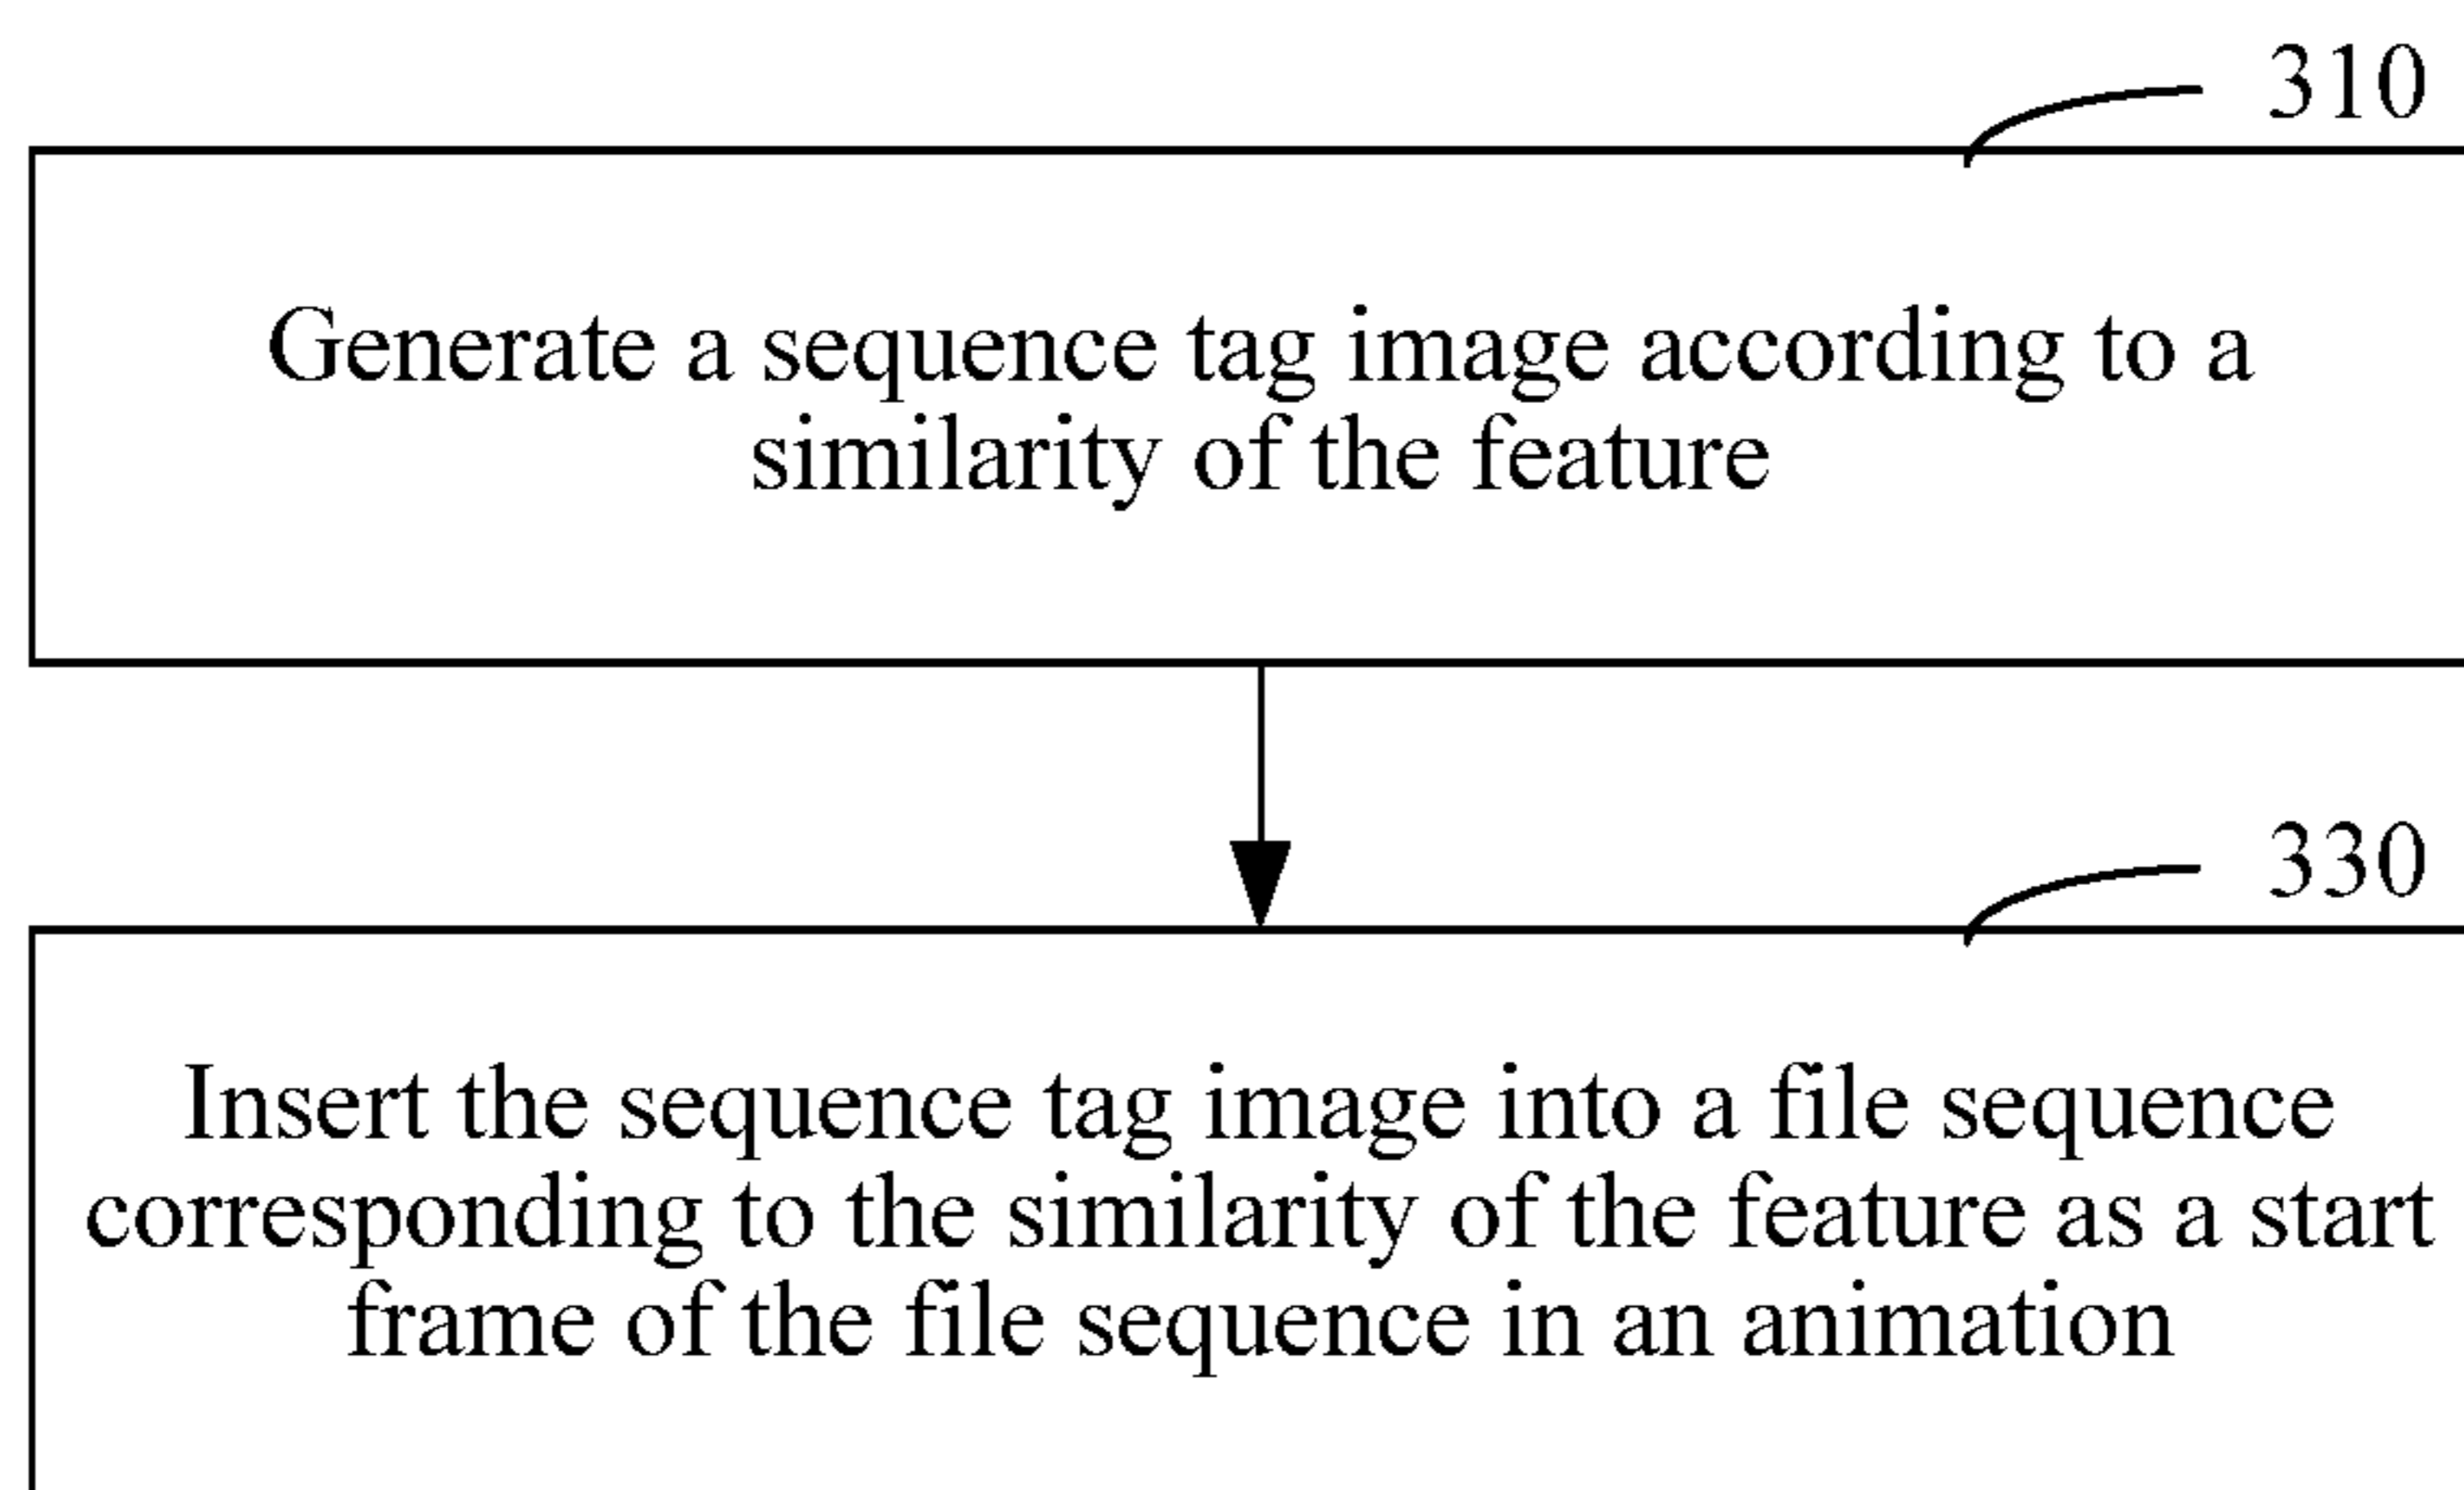 310
Generate a sequence tag image according to a
similarity of the feature
330
Insert the sequence tag image into a file sequence
corresponding to the similarity of the feature as a start
frame of the file sequence in an animation